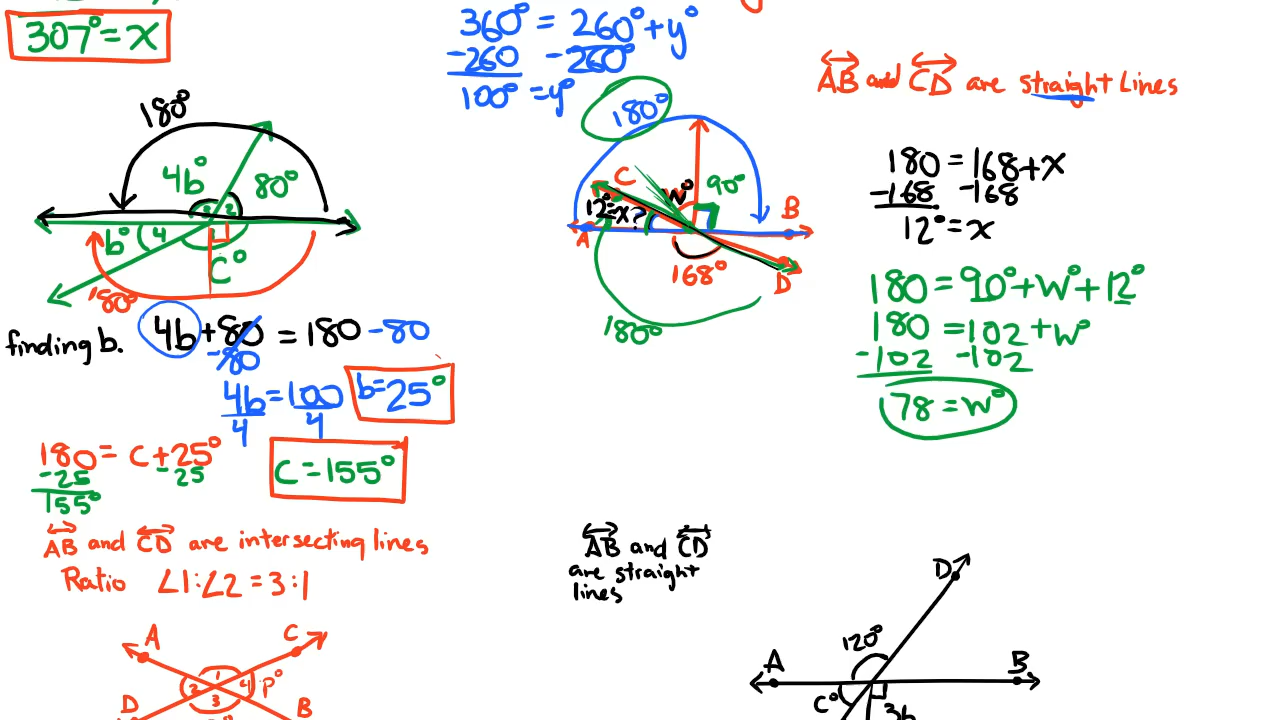 307° = x
180°
4b°
80°
2
b°
4
C°
180°
finding b.
4b + 80 = 180 - 80
-80
4b = 100
4 4
b = 25°
180 = C + 25°
-25 -25
155°
C = 155°
AB and CD are intersecting lines
Ratio ∠1:∠2 = 3:1
A
C
1
2
4
P°
3
D
B
360° = 260° + y°
-260 -260°
100° = y°
180°
C
W°
90°
12° = x?
B
A
168°
D
180°
AB and CD are straight Lines
180 = 168 + x
-168 -168
12° = x
180 = 90° + W° + 12°
180 = 102 + W°
-102 -102
78 = W°
AB and CD
are straight
lines
D
120°
A
B
C°
3b